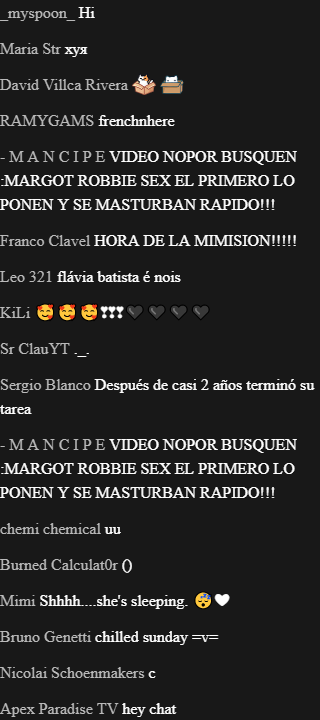 _myspoon_ Hi
Maria Str хуя
David Villca Rivera
RAMYGAMS frenchnhere
- M A N C I P E VIDEO NOPOR BUSQUEN
:MARGOT ROBBIE SEX EL PRIMERO LO
PONEN Y SE MASTURBAN RAPIDO!!!
Franco Clavel HORA DE LA MIMISION!!!!!
Leo 321 flávia batista é nois
KiLi 🥰🥰🥰❣❣❣🖤🖤🖤🖤
Sr ClauYT ._.
Sergio Blanco Después de casi 2 años terminó su
tarea
- M A N C I P E VIDEO NOPOR BUSQUEN
:MARGOT ROBBIE SEX EL PRIMERO LO
PONEN Y SE MASTURBAN RAPIDO!!!
chemi chemical uu
Burned Calculat0r ()
Mimi Shhhh....she's sleeping. 😴🤍
Bruno Genetti chilled sunday =v=
Nicolai Schoenmakers c
Apex Paradise TV hey chat